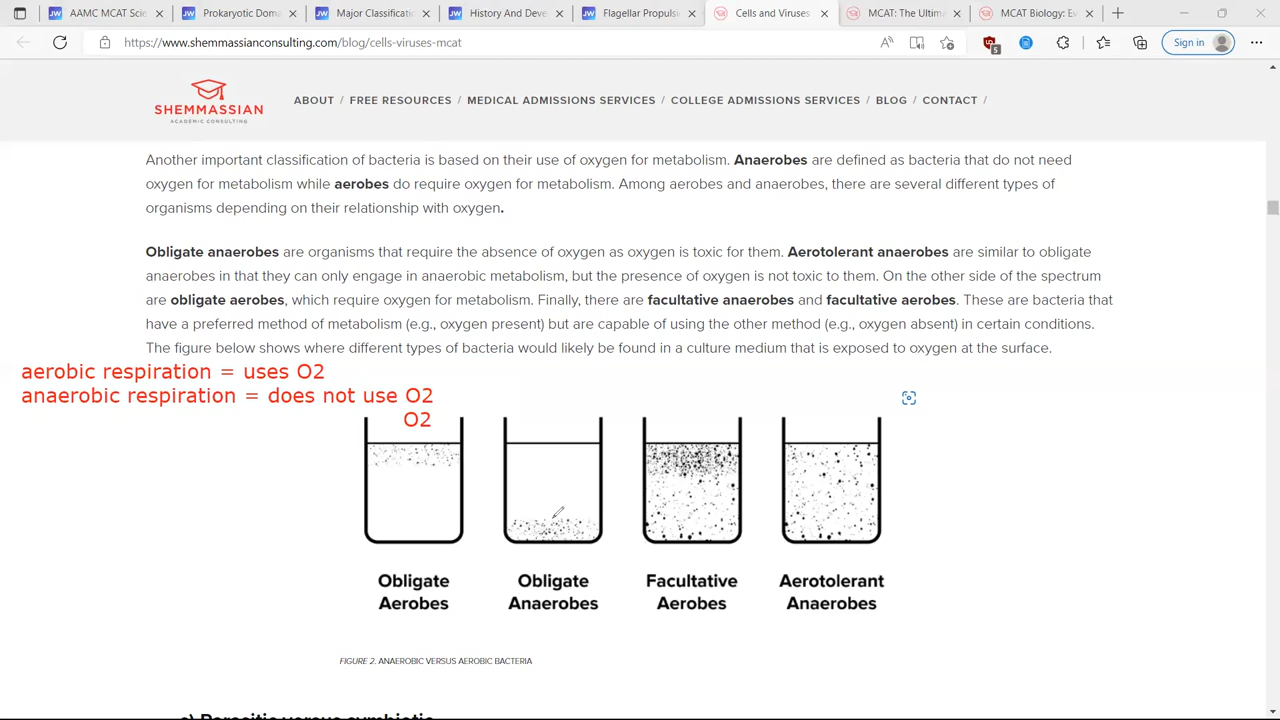 AAMC MCAT Scie
Prokaryotic Dom
Major Classificati
History And Deve
Flagellar Propuls
Cells and Viruses
MCAT: The Ultima
MCAT Biology: Ev
https://www.shemmassianconsulting.com/blog/cells-viruses-mcat
5
Sign in
SHEMMASSIAN
ACADEMIC CONSULTING
ABOUT / FREE RESOURCES / MEDICAL ADMISSIONS SERVICES / COLLEGE ADMISSIONS SERVICES / BLOG / CONTACT /
Another important classification of bacteria is based on their use of oxygen for metabolism. Anaerobes are defined as bacteria that do not need
oxygen for metabolism while aerobes do require oxygen for metabolism. Among aerobes and anaerobes, there are several different types of
organisms depending on their relationship with oxygen.
Obligate anaerobes are organisms that require the absence of oxygen as oxygen is toxic for them. Aerotolerant anaerobes are similar to obligate
anaerobes in that they can only engage in anaerobic metabolism, but the presence of oxygen is not toxic to them. On the other side of the spectrum
are obligate aerobes, which require oxygen for metabolism. Finally, there are facultative anaerobes and facultative aerobes. These are bacteria that
have a preferred method of metabolism (e.g., oxygen present) but are capable of using the other method (e.g., oxygen absent) in certain conditions.
The figure below shows where different types of bacteria would likely be found in a culture medium that is exposed to oxygen at the surface.
aerobic respiration = uses O2
anaerobic respiration = does not use O2
O2
Obligate
Aerobes
Obligate
Anaerobes
Facultative
Aerobes
Aerotolerant
Anaerobes
FIGURE 2. ANAEROBIC VERSUS AEROBIC BACTERIA
c) Parasitic versus symbiotic